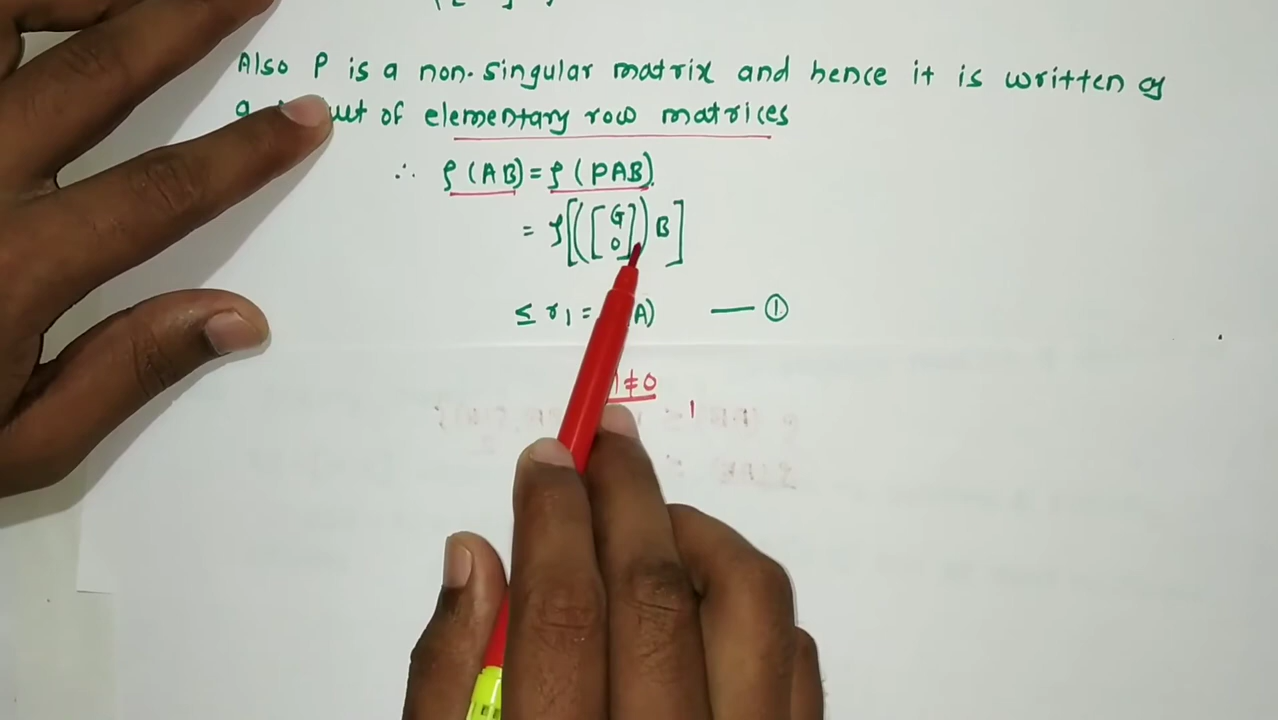 Also P is a non-singular matrix and hence it is written as
of elementary row matrices
∴ ρ(AB) = ρ(PAB).
= ρ[([G 0])B]
≤ r₁ = A) — ①
≠0